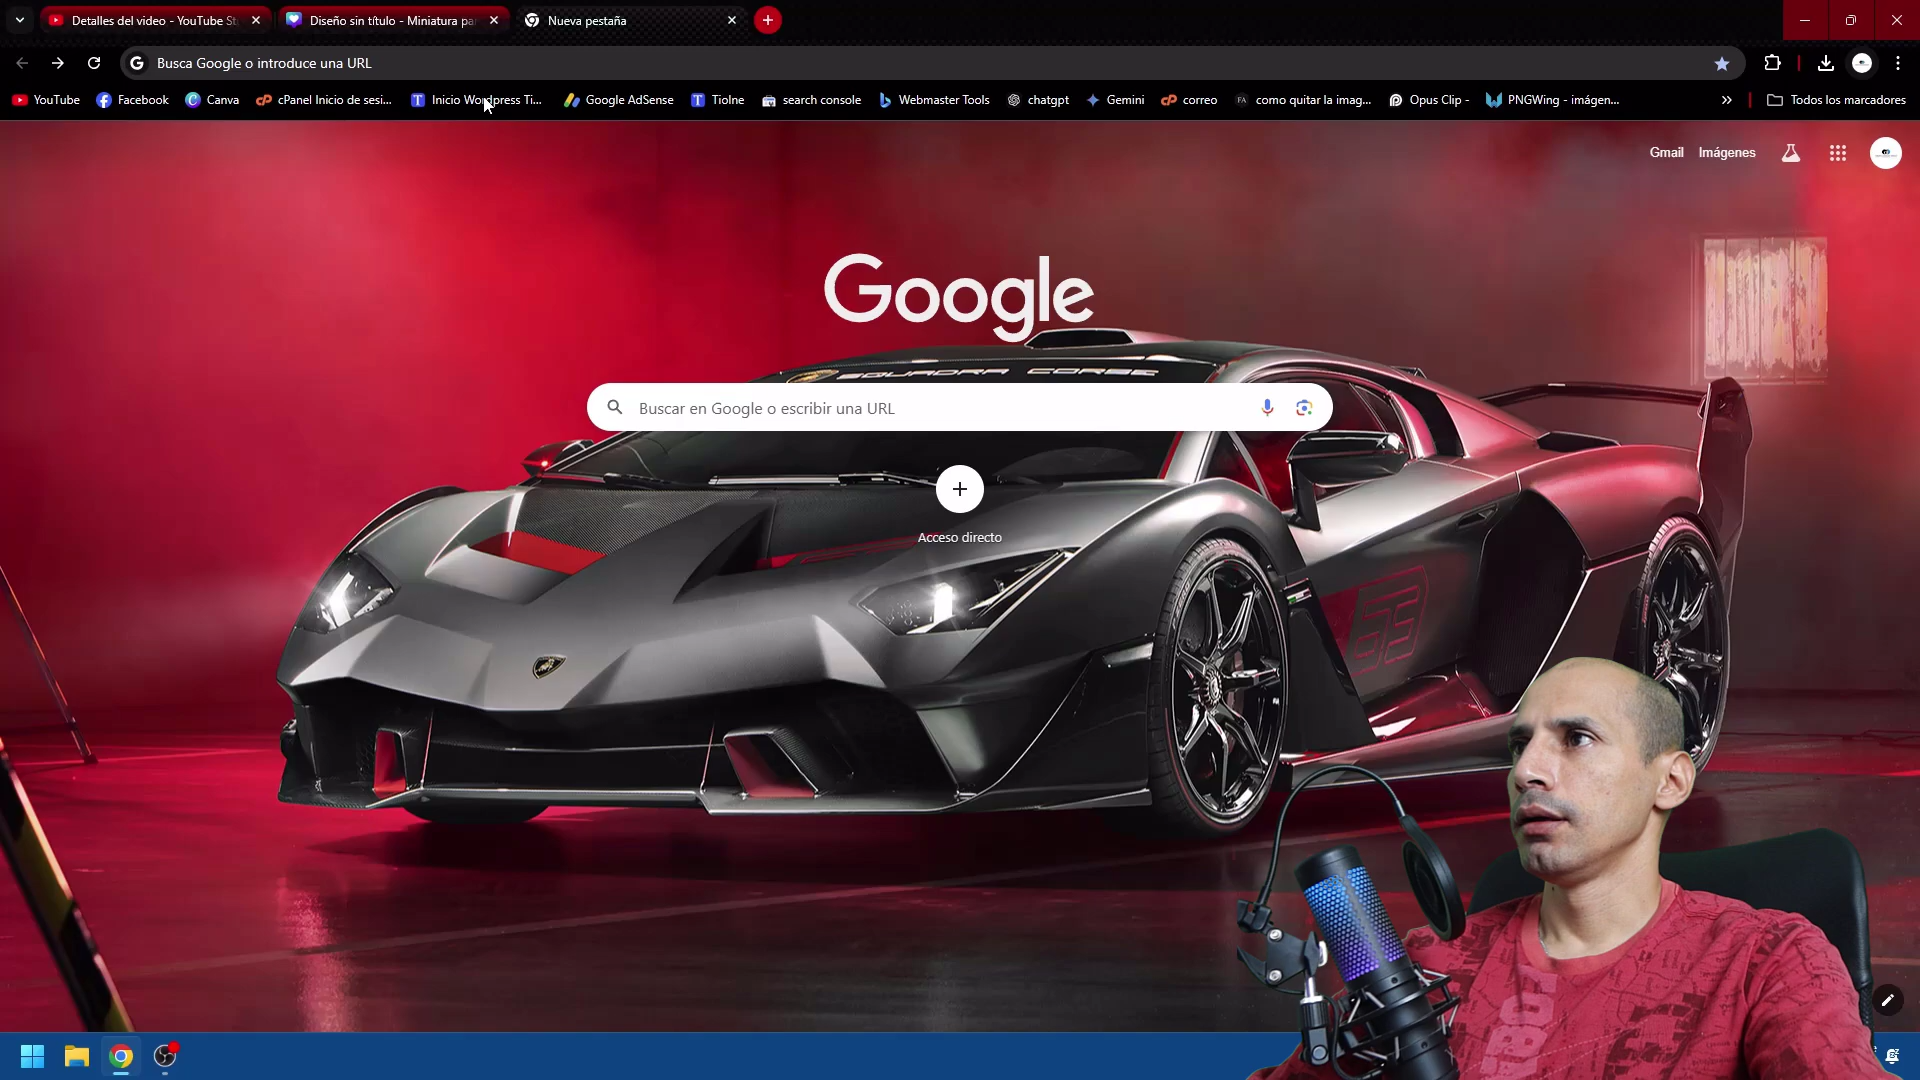 Detalles del video - YouTube St
Diseño sin título - Miniatura pa
Nueva pestaña
Busca Google o introduce una URL
YouTube
Facebook
Canva
cPanel Inicio de sesi...
Inicio Wordpress Ti...
Google AdSense
Tiolne
search console
Webmaster Tools
chatgpt
Gemini
correo
como quitar la imag...
Opus Clip -
PNGWing - imágen...
Todos los marcadores
Gmail
Imágenes
Google
SQUADRA CORSE
Buscar en Google o escribir una URL
Acceso directo
63